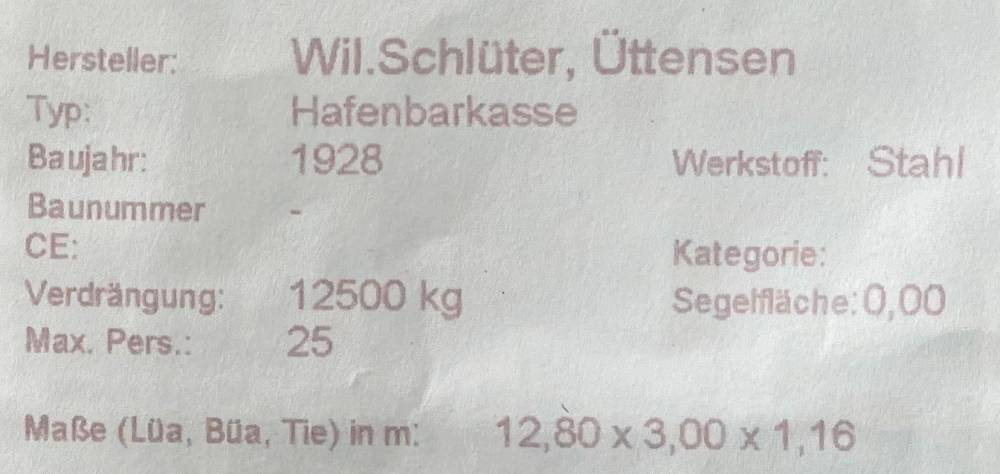 Hersteller: Wil.Schlüter, Üttensen
Typ: Hafenbarkasse
Baujahr: 1928 Werkstoff: Stahl
Baunummer -
CE: Kategorie:
Verdrängung: 12500 kg Segelfläche: 0,00
Max. Pers.: 25
Maße (Lüa, Büa, Tie) in m: 12,80 x 3,00 x 1,16